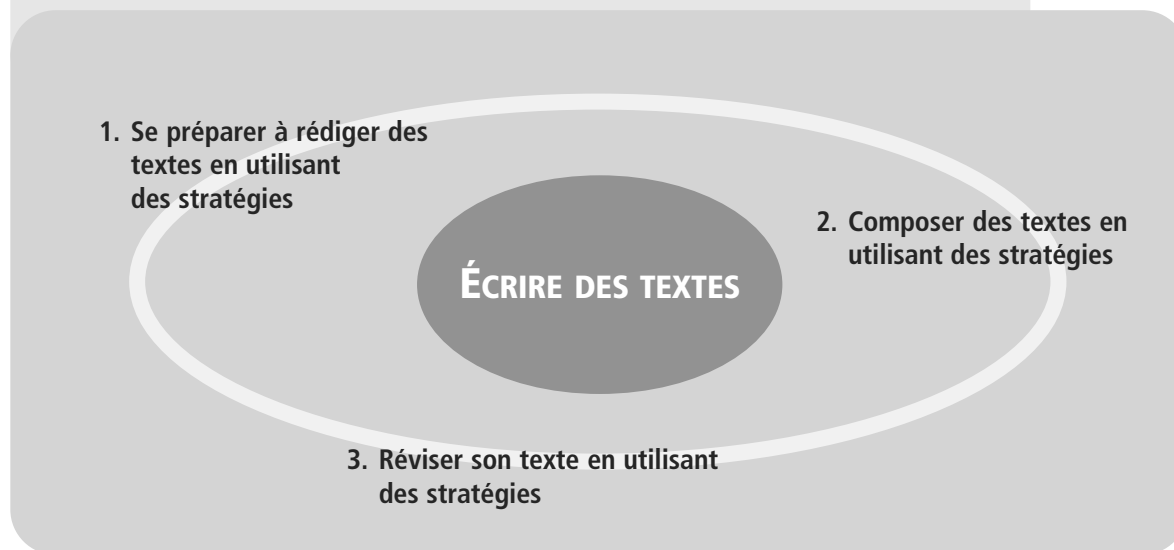 1. Se préparer à rédiger des
textes en utilisant
des stratégies
2. Composer des textes en
utilisant des stratégies
ÉCRIRE DES TEXTES
3. Réviser son texte en utilisant
des stratégies